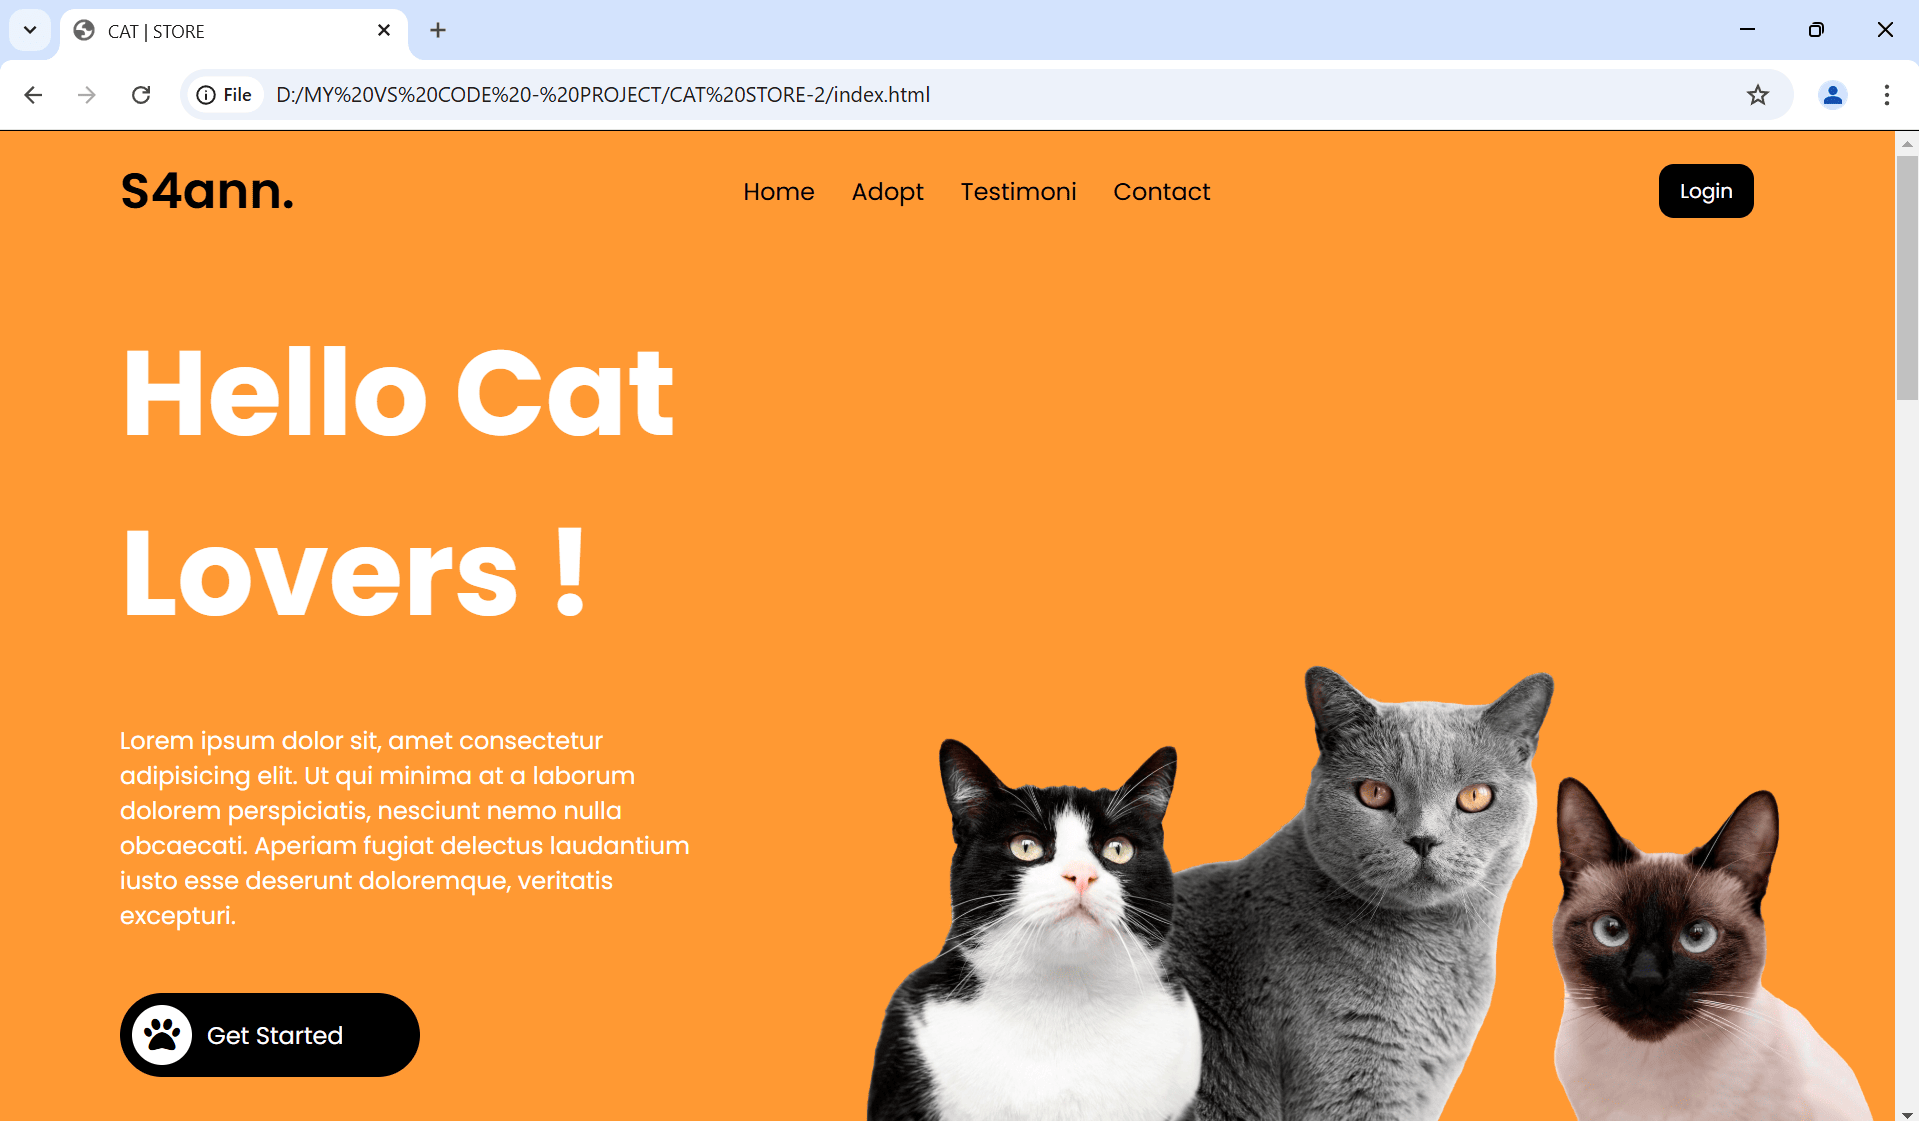 CAT | STORE
File D:/MY%20VS%20CODE%20-%20PROJECT/CAT%20STORE-2/index.html
S4ann. Home Adopt Testimoni Contact Login
Hello Cat
Lovers !
Lorem ipsum dolor sit, amet consectetur
adipisicing elit. Ut qui minima at a laborum
dolorem perspiciatis, nesciunt nemo nulla
obcaecati. Aperiam fugiat delectus laudantium
iusto esse deserunt doloremque, veritatis
excepturi.
Get Started